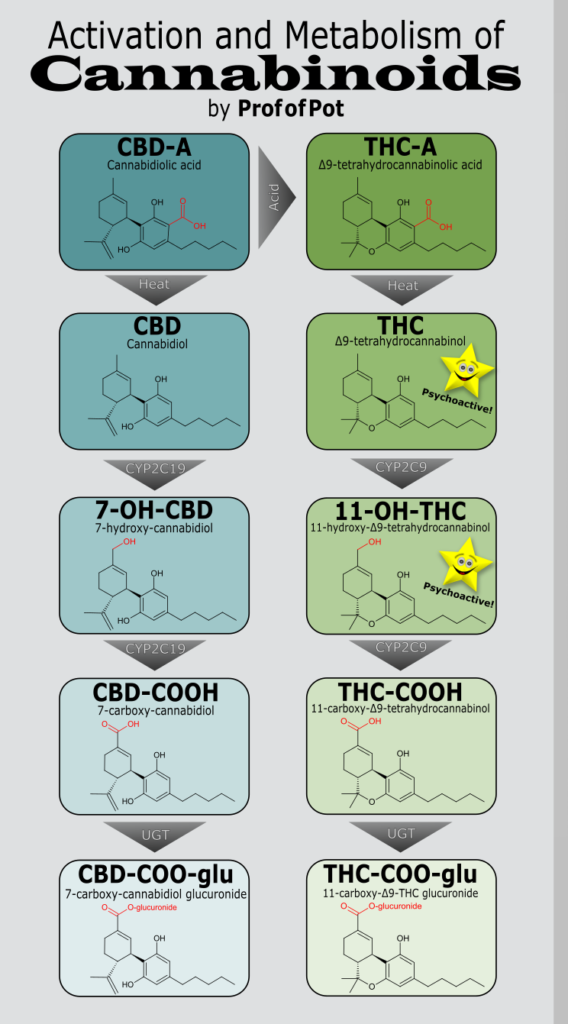 Activation and Metabolism of
Cannabinoids
by ProfofPot
CBD-A
Cannabidiolic acid
OH
O
OH
HO
Acid
THC-A
Δ9-tetrahydrocannabinolic acid
OH
O
OH
O
Heat
Heat
CBD
Cannabidiol
OH
HO
THC
Δ9-tetrahydrocannabinol
OH
O
Psychoactive!
CYP2C19
CYP2C9
7-OH-CBD
7-hydroxy-cannabidiol
OH
OH
HO
11-OH-THC
11-hydroxy-Δ9-tetrahydrocannabinol
OH
OH
O
Psychoactive!
CYP2C19
CYP2C9
CBD-COOH
7-carboxy-cannabidiol
O OH
OH
HO
THC-COOH
11-carboxy-Δ9-tetrahydrocannabinol
O OH
OH
O
UGT
UGT
CBD-COO-glu
7-carboxy-cannabidiol glucuronide
O O-glucuronide
OH
HO
THC-COO-glu
11-carboxy-Δ9-THC glucuronide
O O-glucuronide
OH
O